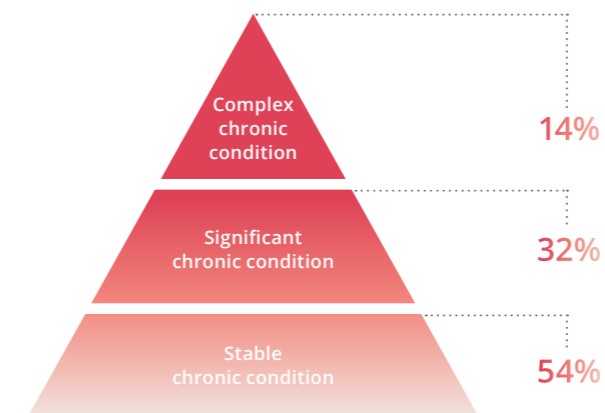 Complex
chronic
condition
14%
Significant
chronic condition
32%
Stable
chronic condition
54%